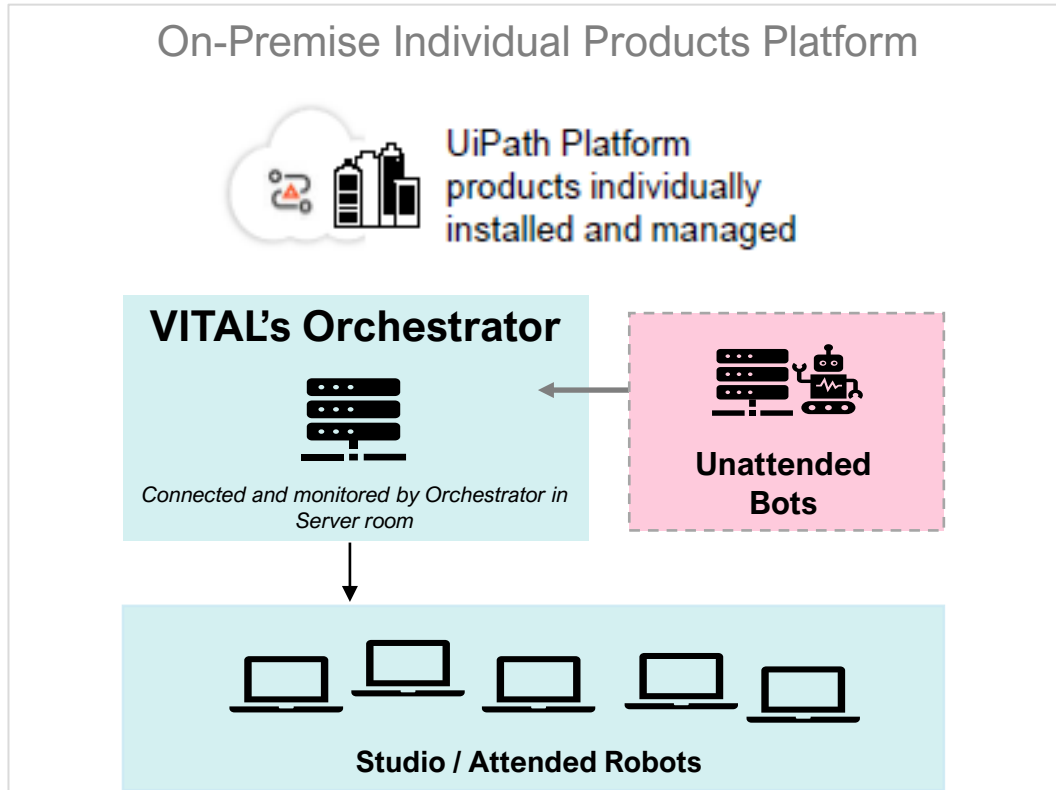 On-Premise Individual Products Platform
UiPath Platform
products individually
installed and managed
VITAL’s Orchestrator
Connected and monitored by Orchestrator in
Server room
Unattended
Bots
Studio / Attended Robots